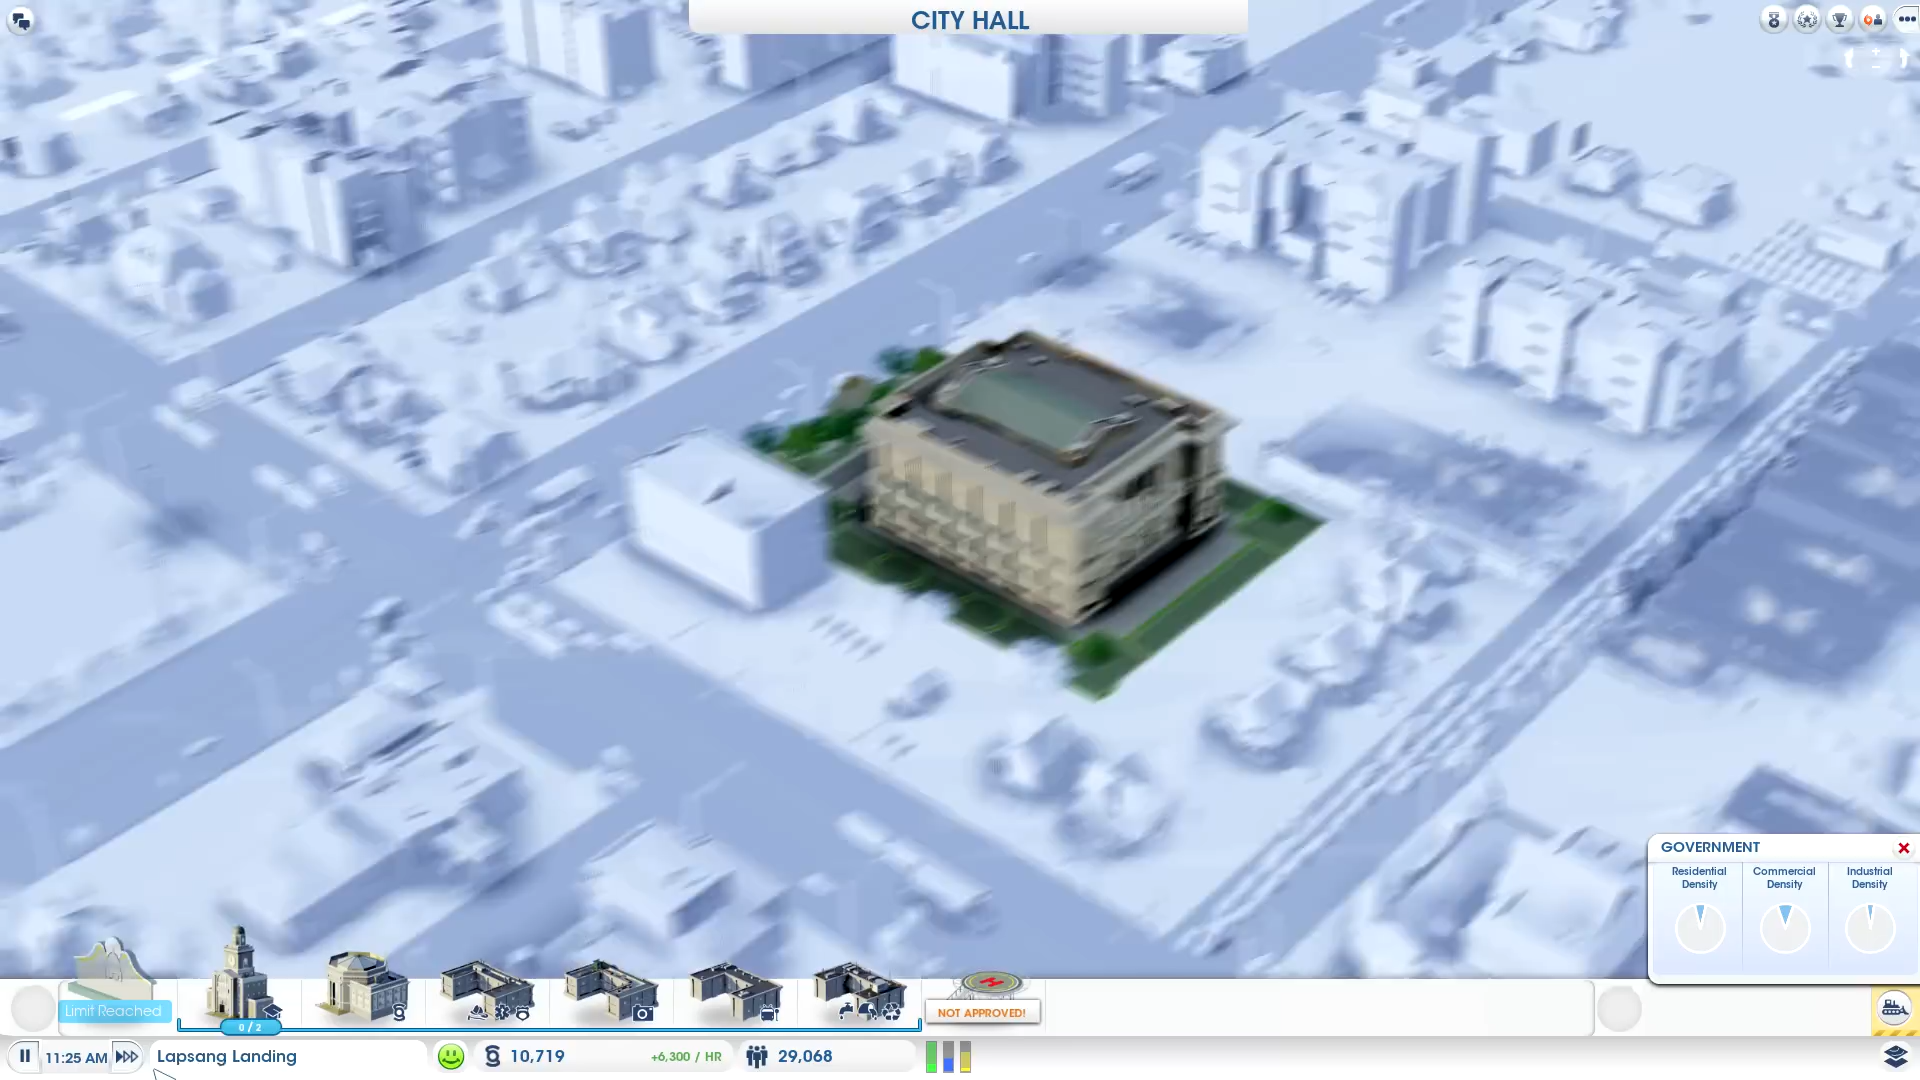 CITY HALL
GOVERNMENT
Residential Density
Commercial Density
Industrial Density
Limit Reached
0 / 2
NOT APPROVED!
11:25 AM
Lapsang Landing
10,719
+6,300 / HR
29,068